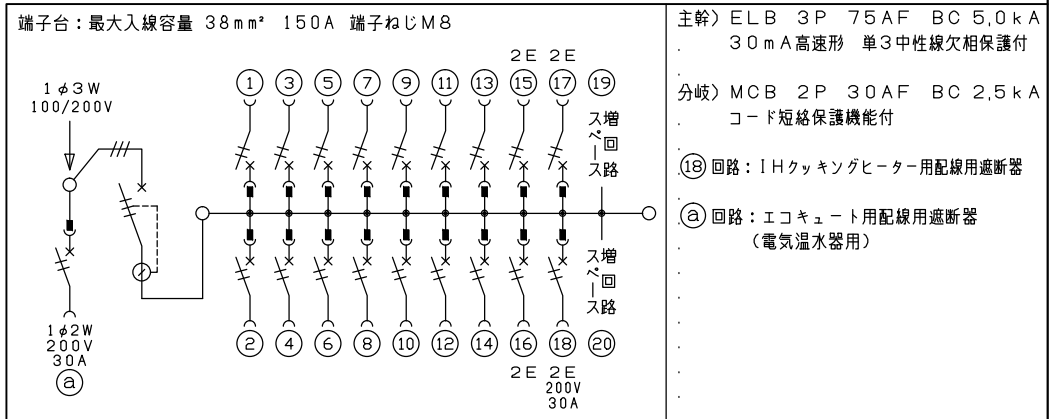 端子台:最大入線容量 38mm² 150A 端子ねじM8
1φ3W
100/200V
2E 2E
① ③ ⑤ ⑦ ⑨ ⑪ ⑬ ⑮ ⑰ ⑲
増回路
スペース
増回路
スペース
② ④ ⑥ ⑧ ⑩ ⑫ ⑭ ⑯ ⑱ ⑳
2E 2E
200V
30A
1φ2W
200V
30A
ⓐ
主幹)ELB 3P 75AF BC 5,0kA
30mA高速形 単3中性線欠相保護付
分岐)MCB 2P 30AF BC 2,5kA
コード短絡保護機能付
⑱回路:IHクッキングヒーター用配線用遮断器
ⓐ回路:エコキュート用配線用遮断器
(電気温水器用)